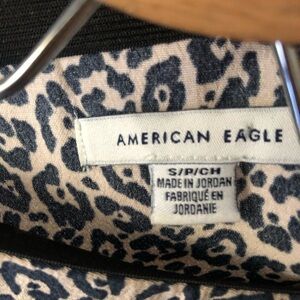 AMERICAN EAGLE
S/P/CH
MADE IN JORDAN
FABRIQUÉ EN
JORDANIE